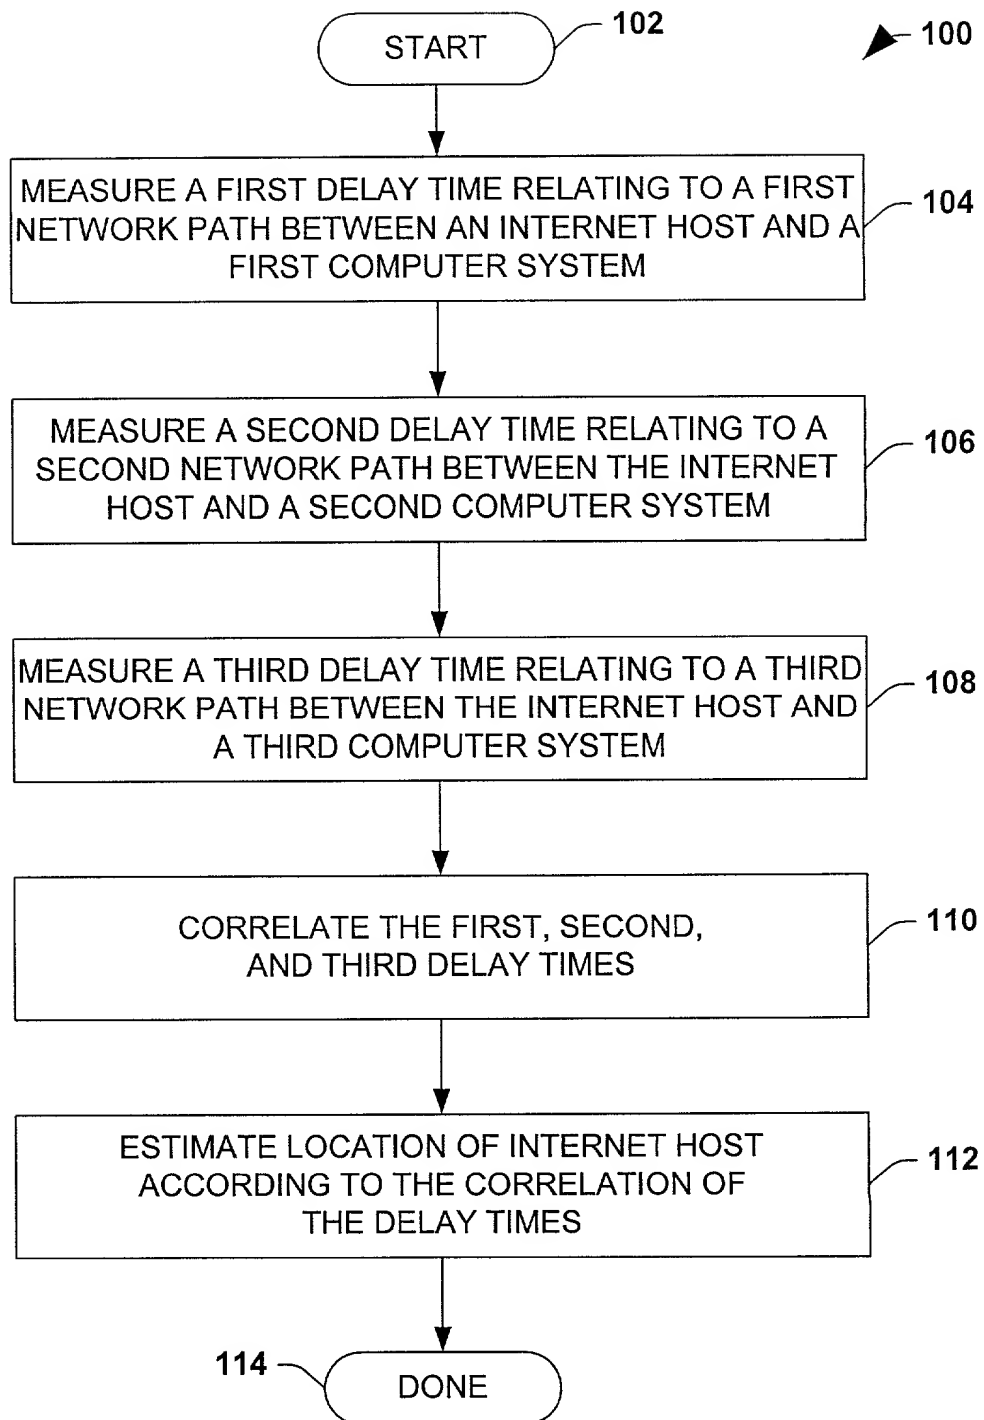 START
102
100
MEASURE A FIRST DELAY TIME RELATING TO A FIRST
NETWORK PATH BETWEEN AN INTERNET HOST AND A
FIRST COMPUTER SYSTEM
104
MEASURE A SECOND DELAY TIME RELATING TO A
SECOND NETWORK PATH BETWEEN THE INTERNET
HOST AND A SECOND COMPUTER SYSTEM
106
MEASURE A THIRD DELAY TIME RELATING TO A THIRD
NETWORK PATH BETWEEN THE INTERNET HOST AND
A THIRD COMPUTER SYSTEM
108
CORRELATE THE FIRST, SECOND,
AND THIRD DELAY TIMES
110
ESTIMATE LOCATION OF INTERNET HOST
ACCORDING TO THE CORRELATION OF
THE DELAY TIMES
112
114
DONE